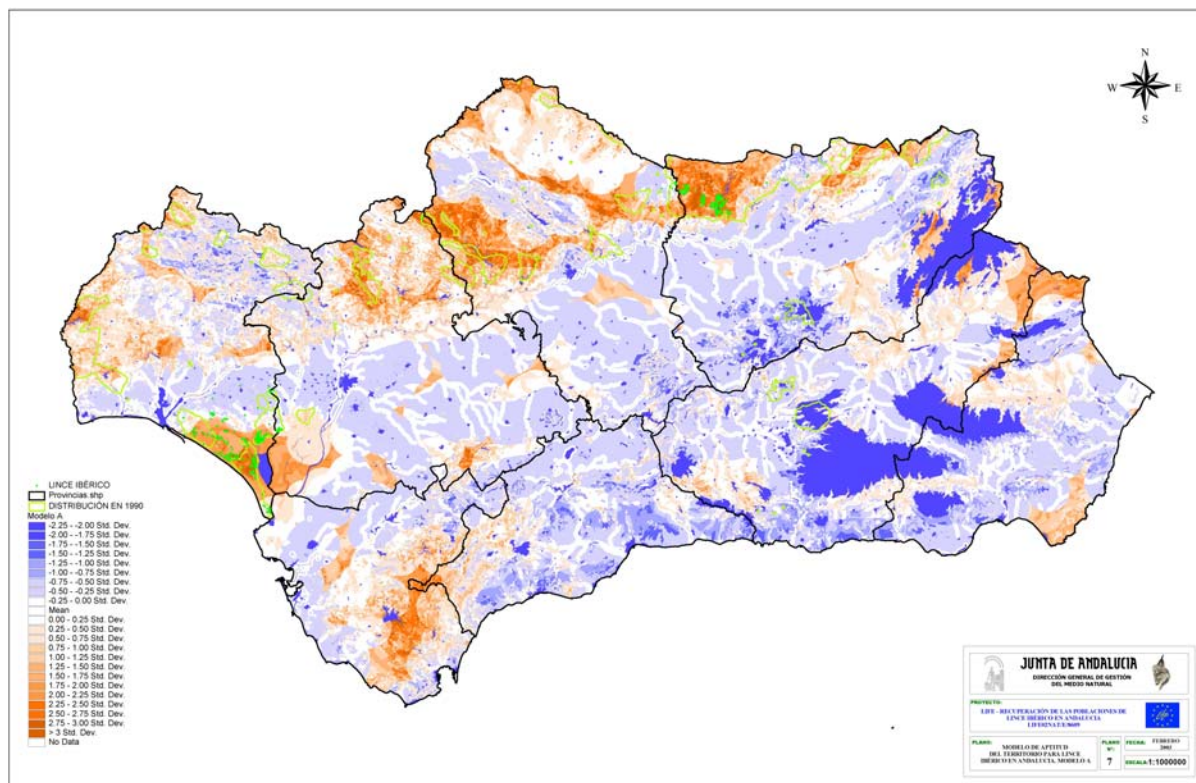 N
W E
S
LINCE IBÉRICO
Provincias.shp
DISTRIBUCIÓN EN 1990
Modelo A
-2.25 - -2.00 Std. Dev.
-2.00 - -1.75 Std. Dev.
-1.75 - -1.50 Std. Dev.
-1.50 - -1.25 Std. Dev.
-1.25 - -1.00 Std. Dev.
-1.00 - -0.75 Std. Dev.
-0.75 - -0.50 Std. Dev.
-0.50 - -0.25 Std. Dev.
-0.25 - 0.00 Std. Dev.
Mean
0.00 - 0.25 Std. Dev.
0.25 - 0.50 Std. Dev.
0.50 - 0.75 Std. Dev.
0.75 - 1.00 Std. Dev.
1.00 - 1.25 Std. Dev.
1.25 - 1.50 Std. Dev.
1.50 - 1.75 Std. Dev.
1.75 - 2.00 Std. Dev.
2.00 - 2.25 Std. Dev.
2.25 - 2.50 Std. Dev.
2.50 - 2.75 Std. Dev.
2.75 - 3.00 Std. Dev.
> 3 Std. Dev.
No Data
JUNTA DE ANDALUCIA
DIRECCIÓN GENERAL DE GESTIÓN
DEL MEDIO NATURAL
PROYECTO:
LIFE - RECUPERACIÓN DE LAS POBLACIONES DE
LINCE IBÉRICO EN ANDALUCIA
LIFE02NAT/E/8609
PLANO:
MODELO DE APTITUD
DEL TERRITORIO PARA LINCE
IBÉRICO EN ANDALUCIA. MODELO A
PLANO
Nº:
7
FECHA: FEBRERO
2003
ESCALA: 1:1000000